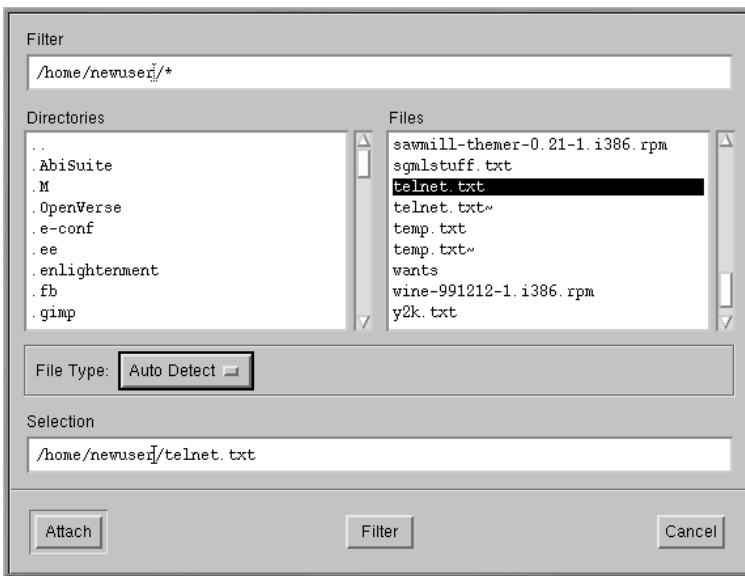 Filter
/home/newuser/*
Directories
Files
..
.AbiSuite
.M
.OpenVerse
.e-conf
.ee
.enlightenment
.fb
.gimp
sawmill-themer-0.21-1.i386.rpm
sgmlstuff.txt
telnet.txt
telnet.txt~
temp.txt
temp.txt~
wants
wine-991212-1.i386.rpm
y2k.txt
File Type: Auto Detect
Selection
/home/newuser/telnet.txt
Attach
Filter
Cancel